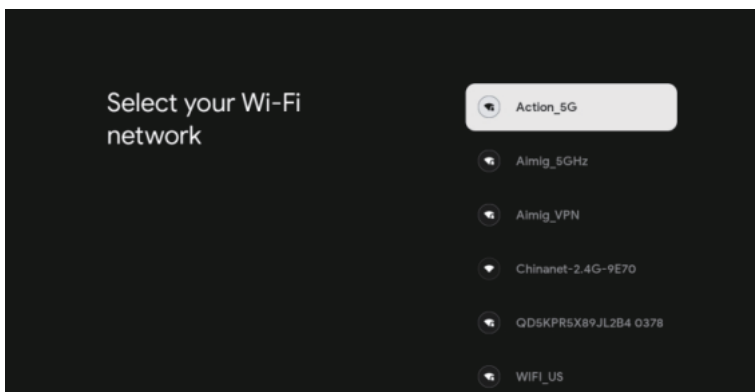 Select your Wi-Fi
network
Action_5G
Aimig_5GHz
Aimig_VPN
Chinanet-2.4G-9E70
QD5KPR5X89JL2B4 0378
WIFI_US